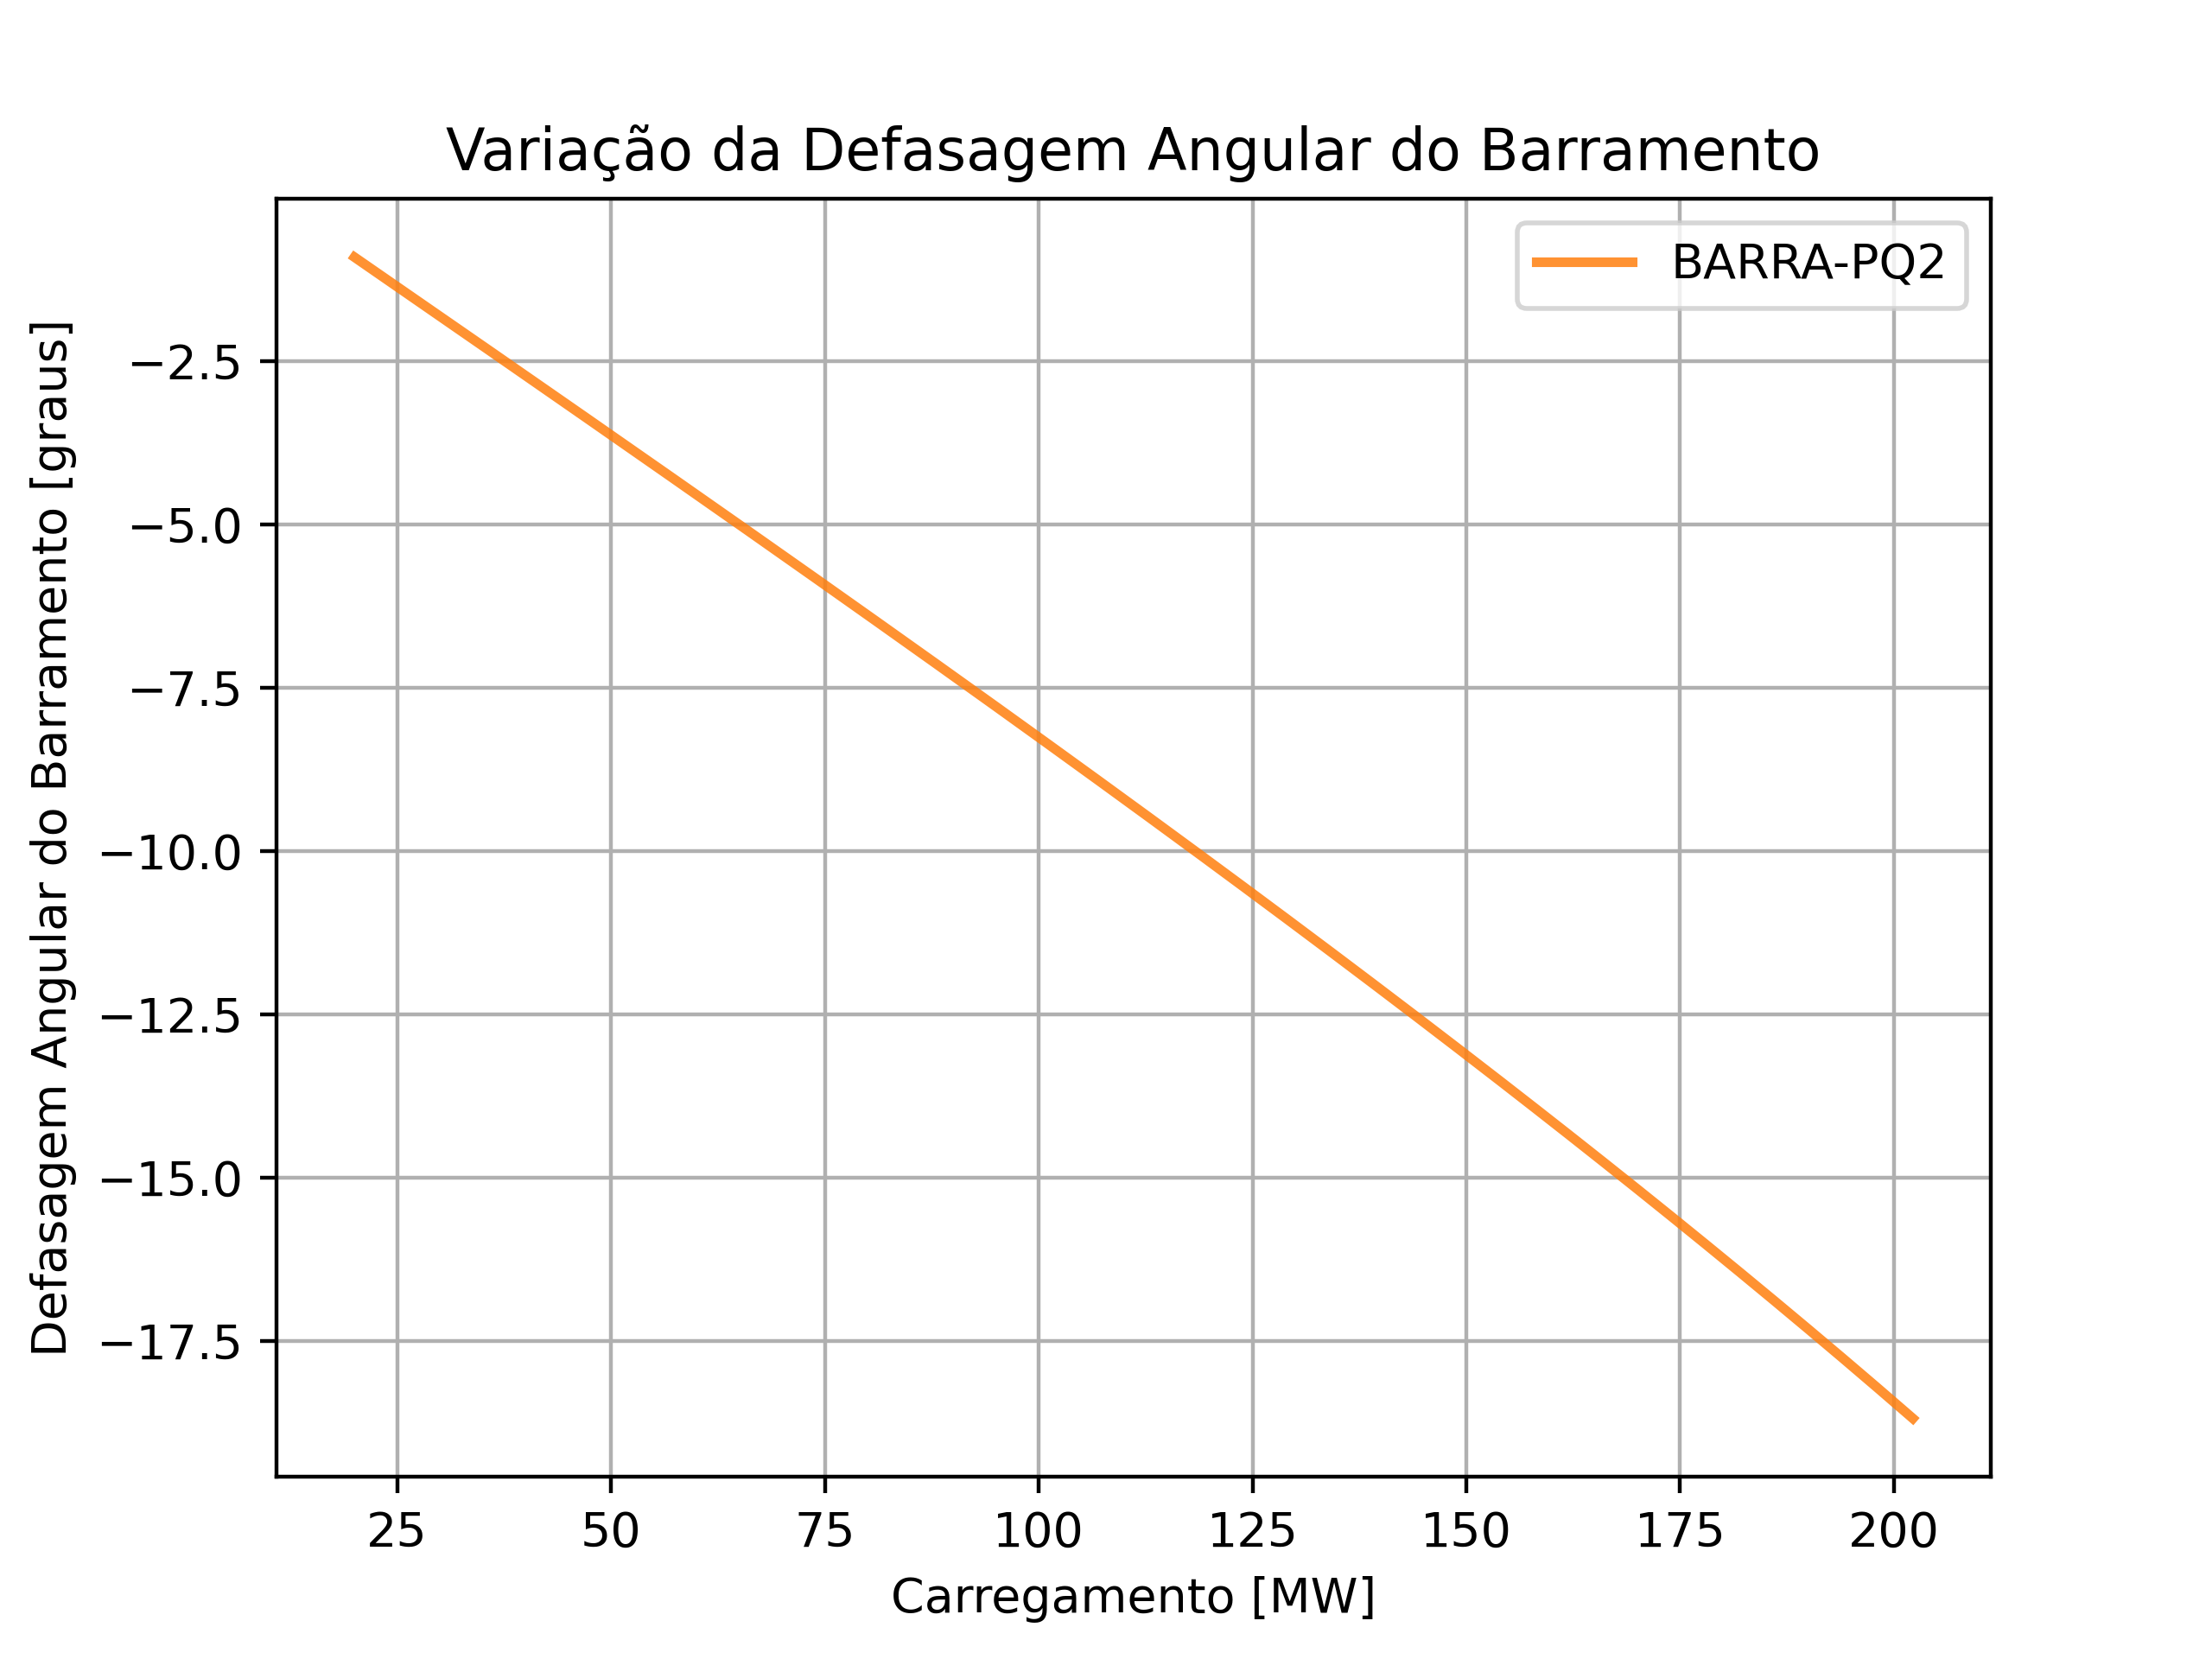 Variação da Defasagem Angular do Barramento
BARRA-PQ2
Defasagem Angular do Barramento [graus]
−2.5
−5.0
−7.5
−10.0
−12.5
−15.0
−17.5
25 50 75 100 125 150 175 200
Carregamento [MW]